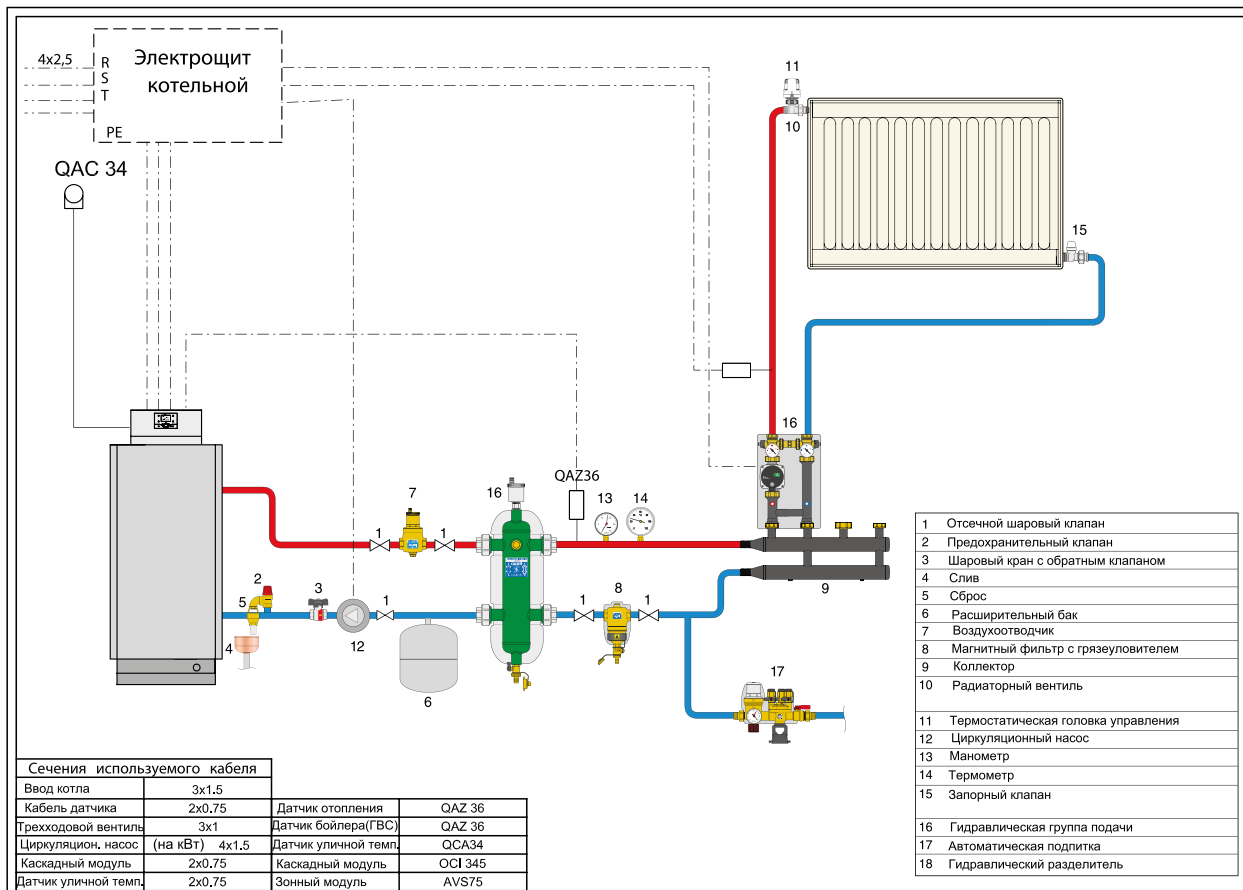 4x2,5
R
S
T
PE
Электрощит
котельной
QAC 34
11
10
15
16
QAZ36
7
16
13
14
1
1
2
5
3
1
1
8
1
4
12
6
9
17
1 Отсечной шаровый клапан
2 Предохранительный клапан
3 Шаровый кран с обратным клапаном
4 Слив
5 Сброс
6 Расширительный бак
7 Воздухоотводчик
8 Магнитный фильтр с грязеуловителем
9 Коллектор
10 Радиаторный вентиль
11 Термостатическая головка управления
12 Циркуляционный насос
13 Манометр
14 Термометр
15 Запорный клапан
16 Гидравлическая группа подачи
17 Автоматическая подпитка
18 Гидравлический разделитель
Сечения используемого кабеля
Ввод котла 3x1.5
Кабель датчика 2x0.75 Датчик отопления QAZ 36
Трехходовой вентиль 3x1 Датчик бойлера(ГВС) QAZ 36
Циркуляцион. насос (на кВт) 4x1.5 Датчик уличной темп. QCA34
Каскадный модуль 2x0.75 Каскадный модуль OCI 345
Датчик уличной темп. 2x0.75 Зонный модуль AVS75